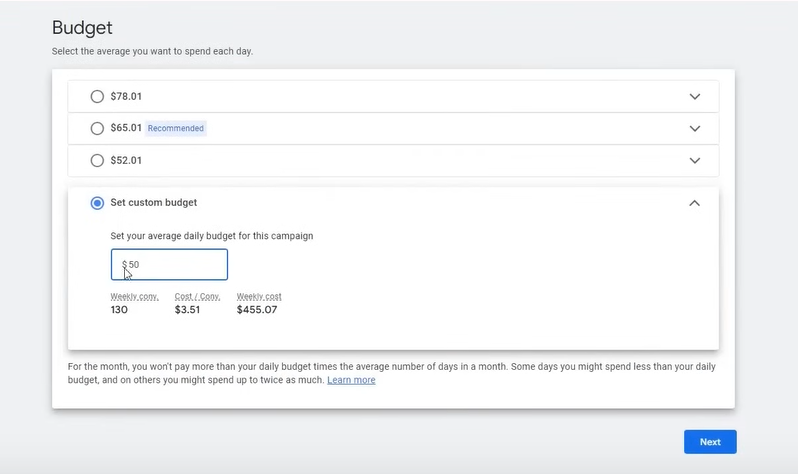 Budget
Select the average you want to spend each day.
$78.01
$65.01 Recommended
$52.01
Set custom budget
Set your average daily budget for this campaign
$ 50
Weekly conv. Cost / Conv. Weekly cost
130 $3.51 $455.07
For the month, you won't pay more than your daily budget times the average number of days in a month. Some days you might spend less than your daily
budget, and on others you might spend up to twice as much. Learn more
Next